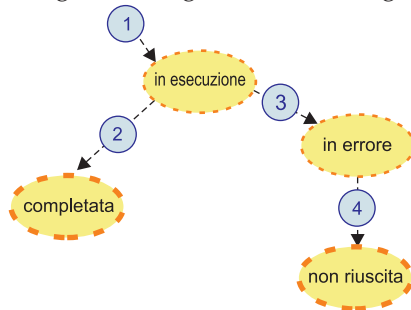 1
in esecuzione
3
2
in errore
completata
4
non riuscita